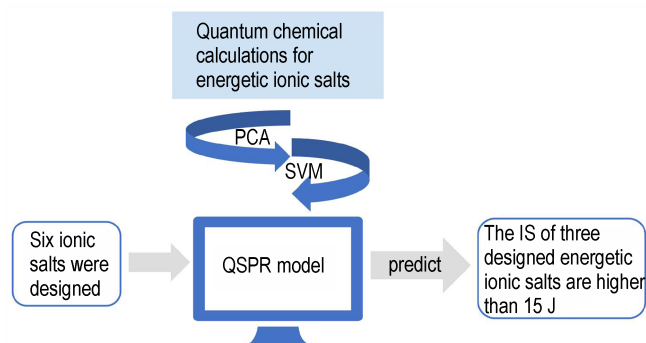 Quantum chemical
calculations for
energetic ionic salts
PCA
SVM
Six ionic
salts were
designed
QSPR model
predict
The IS of three
designed energetic
ionic salts are higher
than 15 J